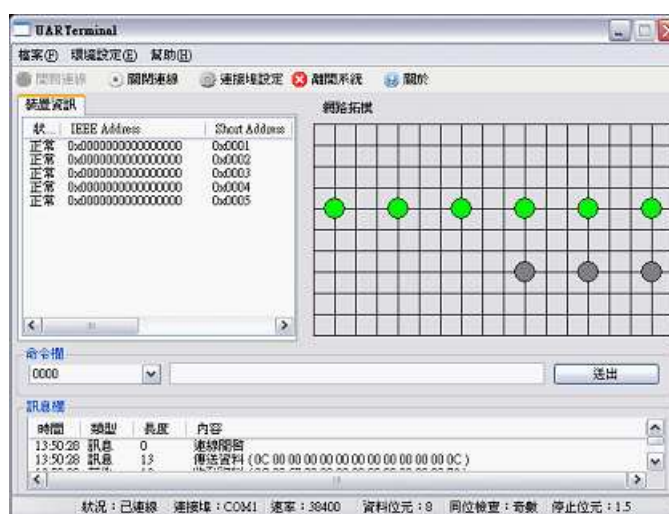 UARTerminal
檔案(F) 環境設定(E) 幫助(H)
開啟連線 關閉連線 連接埠設定 離開系統 關於
裝置資訊 網路拓樸
狀... IEEE Address Short Address
正常 0x0000000000000000 0x0001
正常 0x0000000000000000 0x0002
正常 0x0000000000000000 0x0003
正常 0x0000000000000000 0x0004
正常 0x0000000000000000 0x0005
命令欄
0000 送出
訊息欄
時間 類型 長度 內容
13:50:28 訊息 0 連線開啟
13:50:28 訊息 13 傳送資料 ( 0C 00 00 00 00 00 00 00 00 00 00 00 0C )
狀況：已連線 連接埠：COM1 速率：38400 資料位元：8 同位檢查：奇數 停止位元：1.5